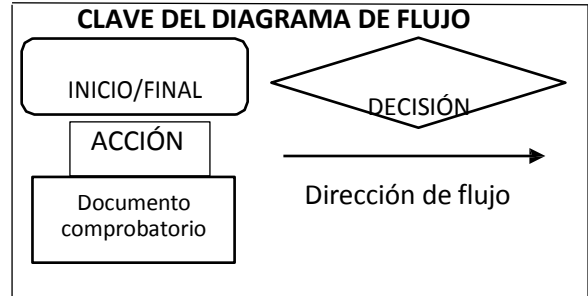 CLAVE DEL DIAGRAMA DE FLUJO
INICIO/FINAL
DECISIÓN
ACCIÓN
Documento
comprobatorio
Dirección de flujo